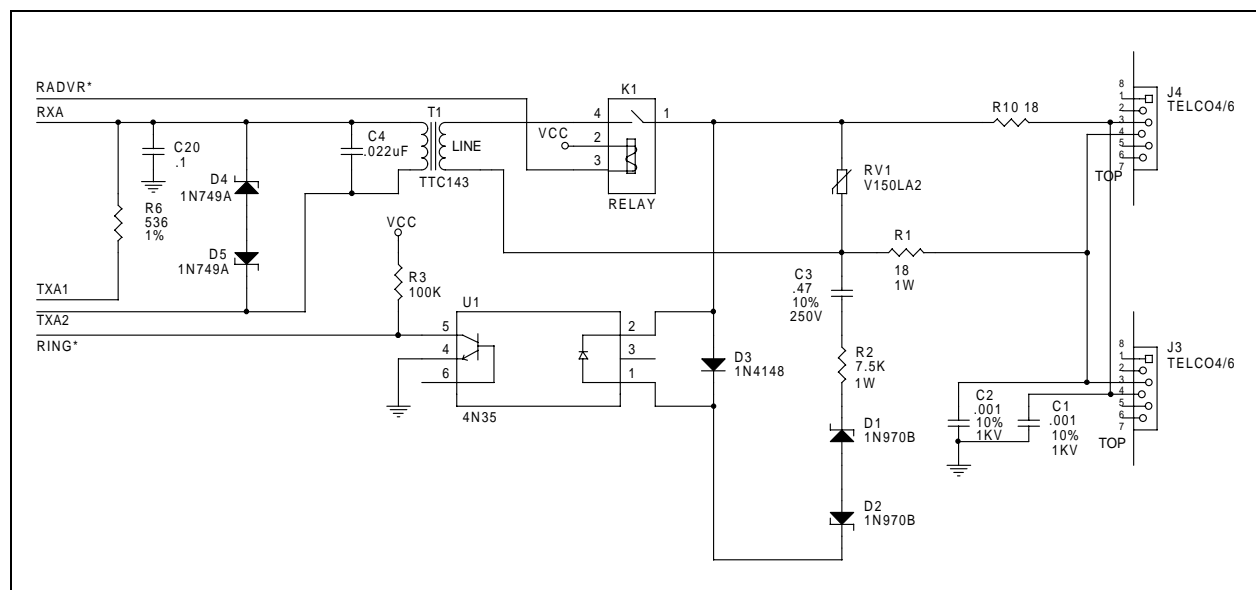 RADVR*
RXA
C20
.1
D4
1N749A
C4
.022uF
T1
LINE
TTC143
VCC
K1
4
2
3
1
RELAY
R10 18
8
1
2
3
4
5
6
7
TOP
J4
TELCO4/6
RV1
V150LA2
R6
536
1%
D5
1N749A
VCC
R3
100K
R1
18
1W
C3
.47
10%
250V
TXA1
TXA2
RING*
U1
5
4
6
2
3
1
4N35
D3
1N4148
R2
7.5K
1W
D1
1N970B
D2
1N970B
C2
.001
10%
1KV
C1
.001
10%
1KV
8
1
2
3
4
5
6
7
TOP
J3
TELCO4/6